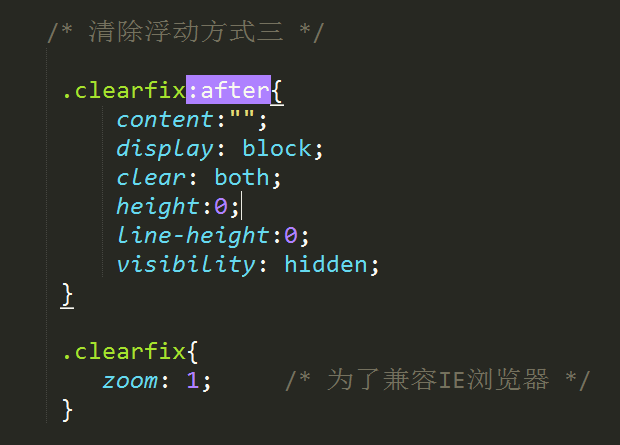 /* 清除浮动方式三 */
.clearfix:after{
content:"";
display: block;
clear: both;
height:0;
line-height:0;
visibility: hidden;
}
.clearfix{
zoom: 1; /* 为了兼容IE浏览器 */
}